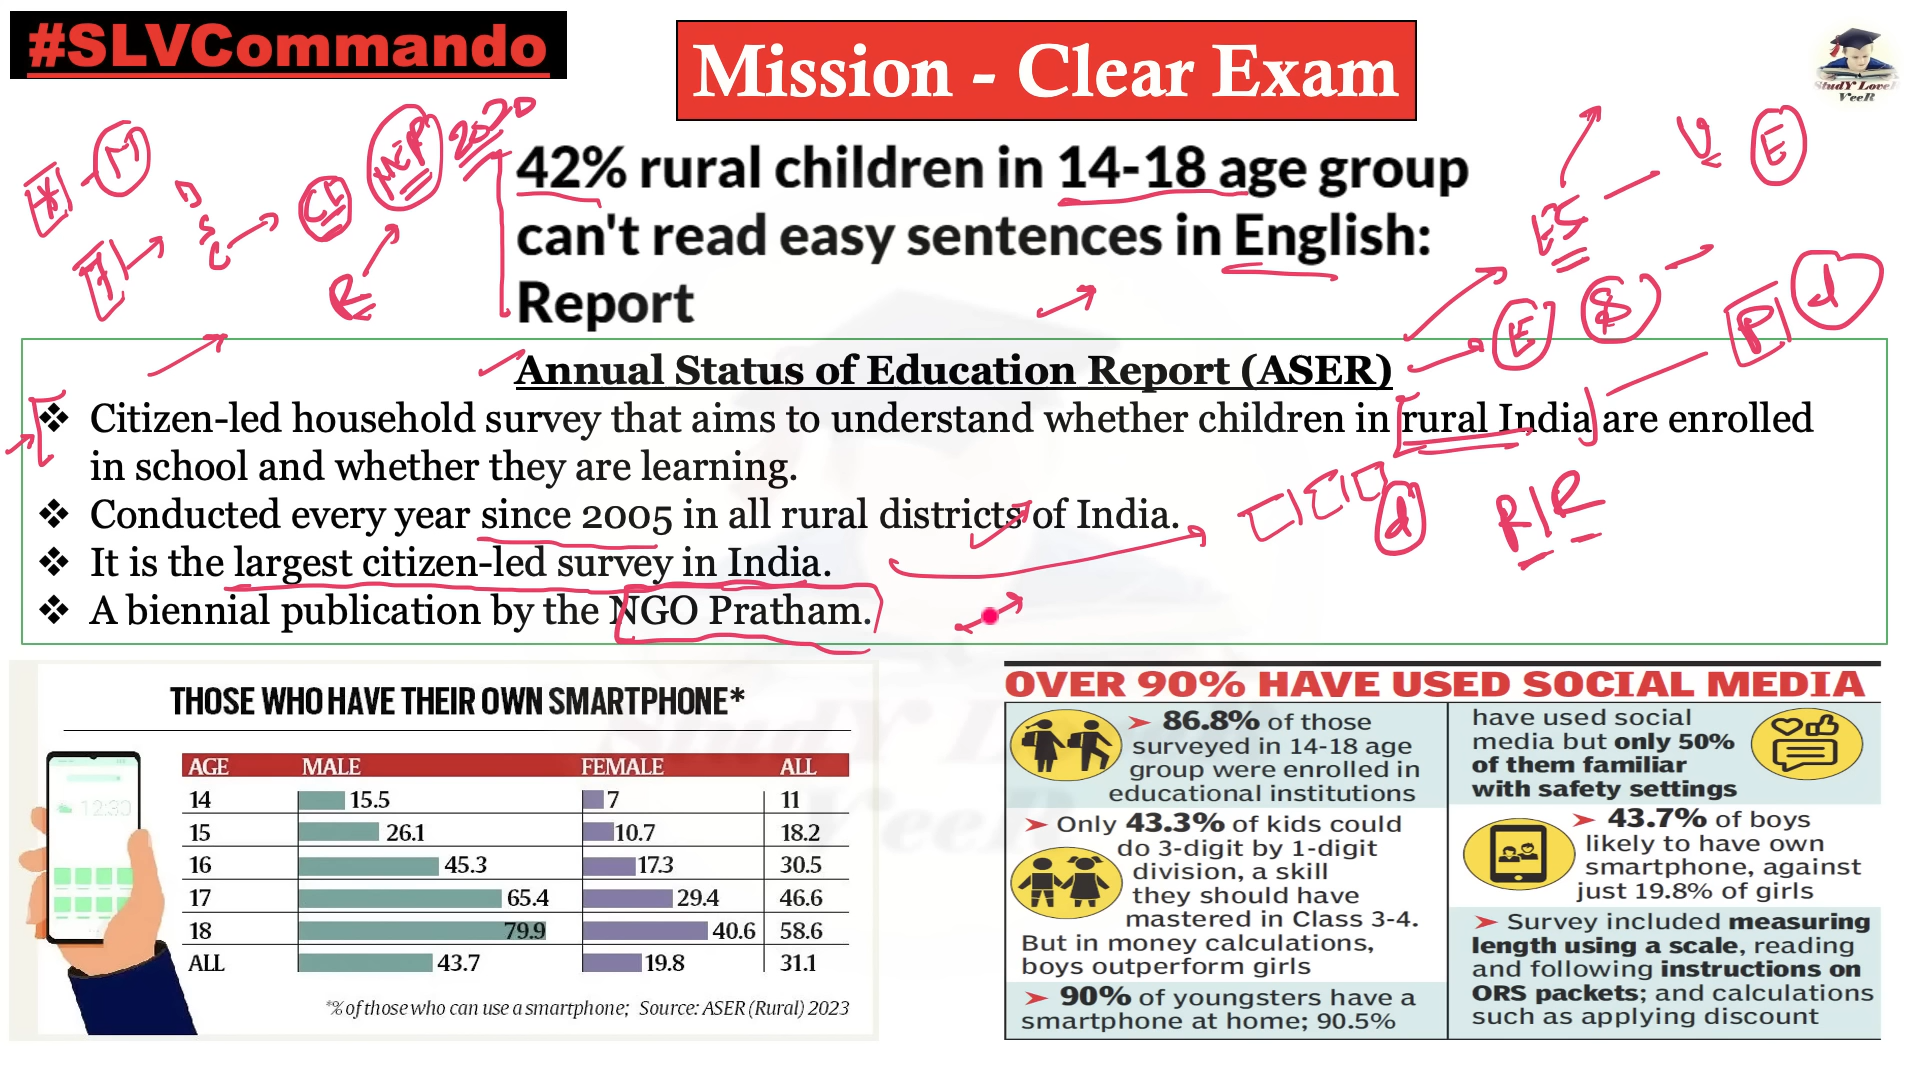 #SLVCommando
Mission - Clear Exam
StudY LoveR
VeeR
M
CL
MCP
2020
R
42% rural children in 14-18 age group
can't read easy sentences in English:
Report
E
E
$
P
d
Annual Status of Education Report (ASER)
❖ Citizen-led household survey that aims to understand whether children in rural India are enrolled
in school and whether they are learning.
❖ Conducted every year since 2005 in all rural districts of India.
❖ It is the largest citizen-led survey in India.
❖ A biennial publication by the NGO Pratham.
d
R/R
THOSE WHO HAVE THEIR OWN SMARTPHONE*
12:30
AGE MALE FEMALE ALL
14 15.5 7 11
15 26.1 10.7 18.2
16 45.3 17.3 30.5
17 65.4 29.4 46.6
18 79.9 40.6 58.6
ALL 43.7 19.8 31.1
*% of those who can use a smartphone; Source: ASER (Rural) 2023
OVER 90% HAVE USED SOCIAL MEDIA
➤ 86.8% of those
surveyed in 14-18 age
group were enrolled in
educational institutions
➤ Only 43.3% of kids could
do 3-digit by 1-digit
division, a skill
they should have
mastered in Class 3-4.
But in money calculations,
boys outperform girls
➤ 90% of youngsters have a
smartphone at home; 90.5%
have used social
media but only 50%
of them familiar
with safety settings
➤ 43.7% of boys
likely to have own
smartphone, against
just 19.8% of girls
➤ Survey included measuring
length using a scale, reading
and following instructions on
ORS packets; and calculations
such as applying discount
StudY LoveR
VeeR